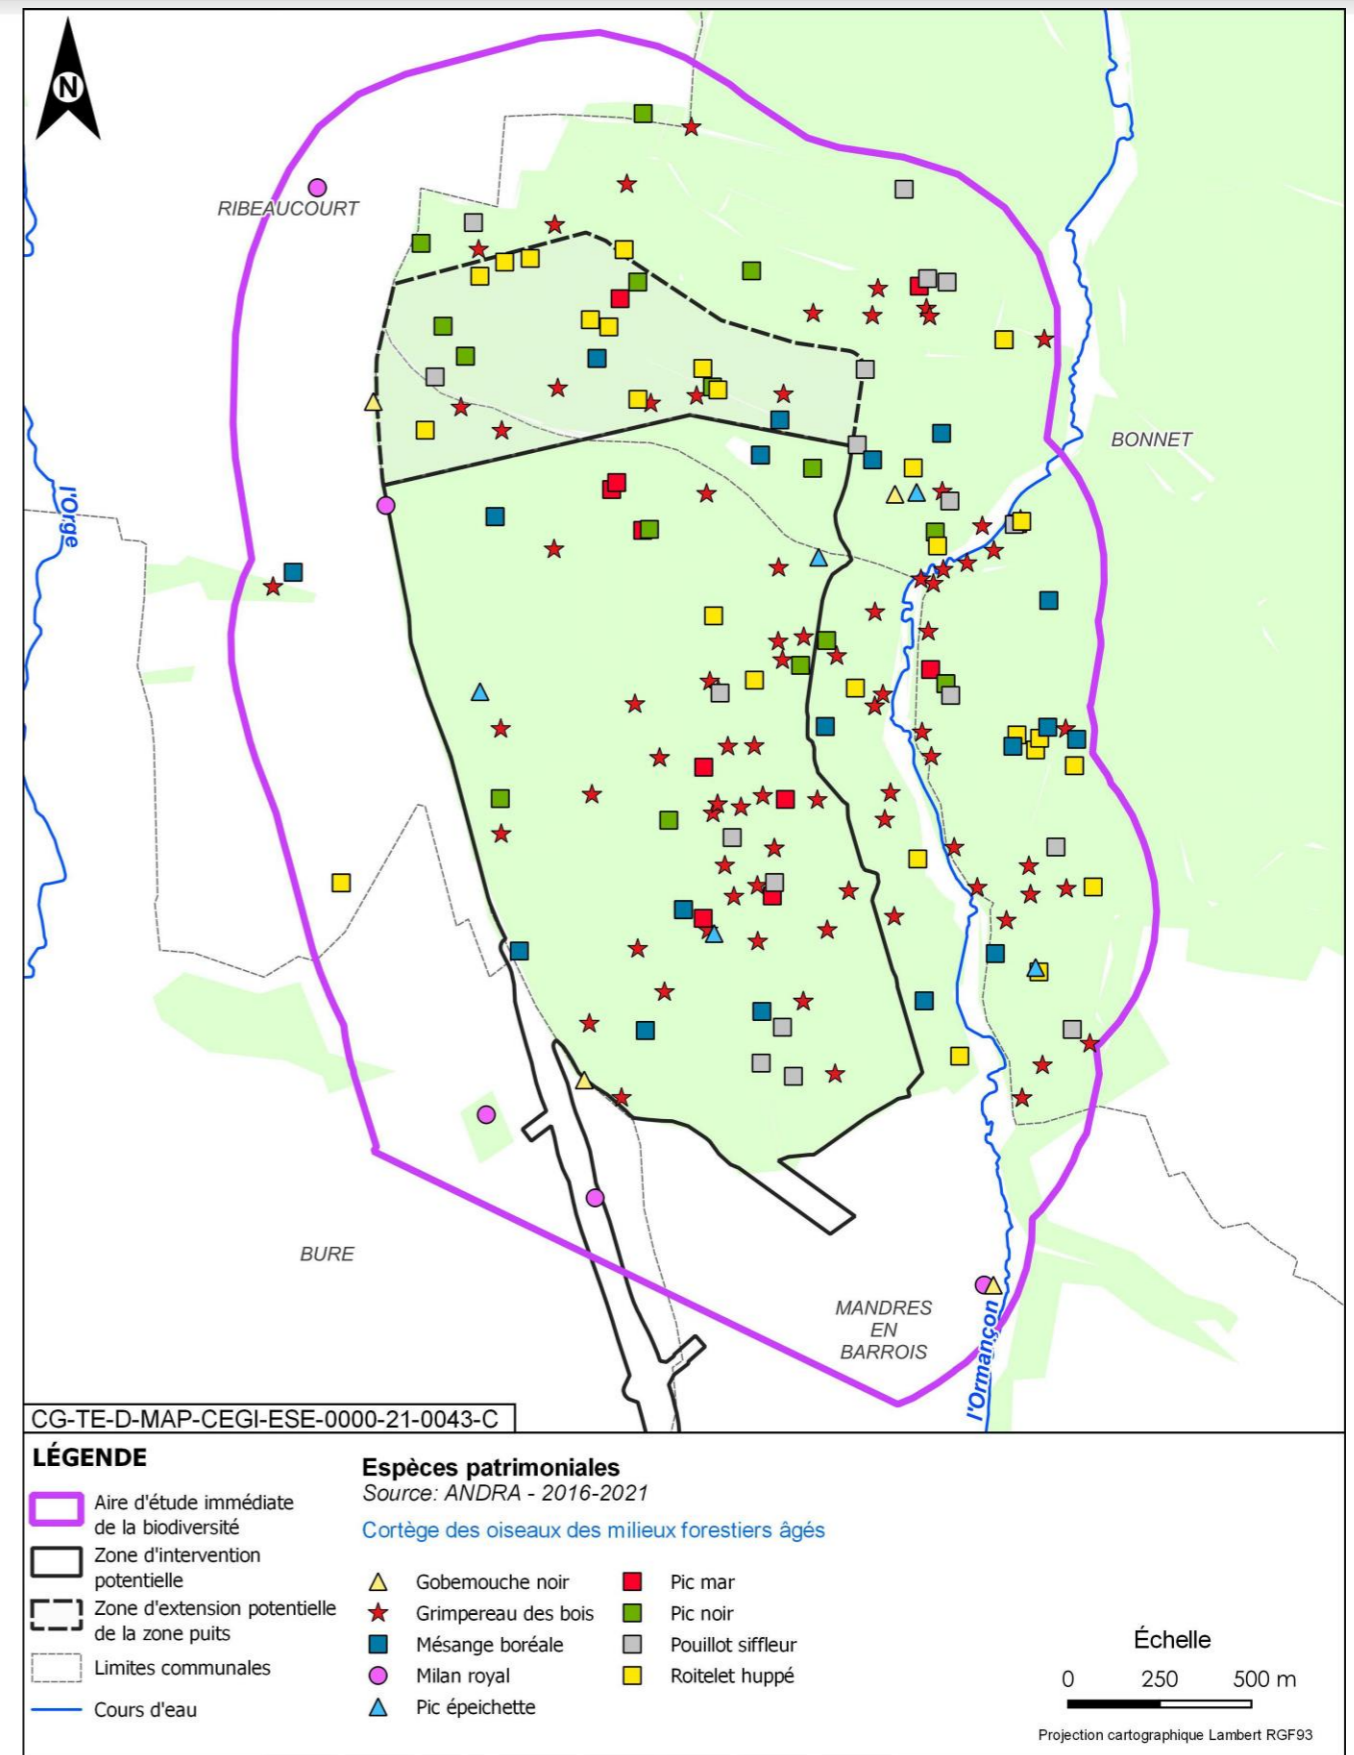 N
RIBEAUCOURT
BONNET
l'Orge
BURE
MANDRES
EN
BARROIS
l'Ormançon
CG-TE-D-MAP-CEGI-ESE-0000-21-0043-C
LÉGENDE
Aire d'étude immédiate
de la biodiversité
Zone d'intervention
potentielle
Zone d'extension potentielle
de la zone puits
Limites communales
Cours d'eau
Espèces patrimoniales
Source: ANDRA - 2016-2021
Cortège des oiseaux des milieux forestiers âgés
Gobemouche noir
Grimpereau des bois
Mésange boréale
Milan royal
Pic épeichette
Pic mar
Pic noir
Pouillot siffleur
Roitelet huppé
Échelle
0 250 500 m
Projection cartographique Lambert RGF93